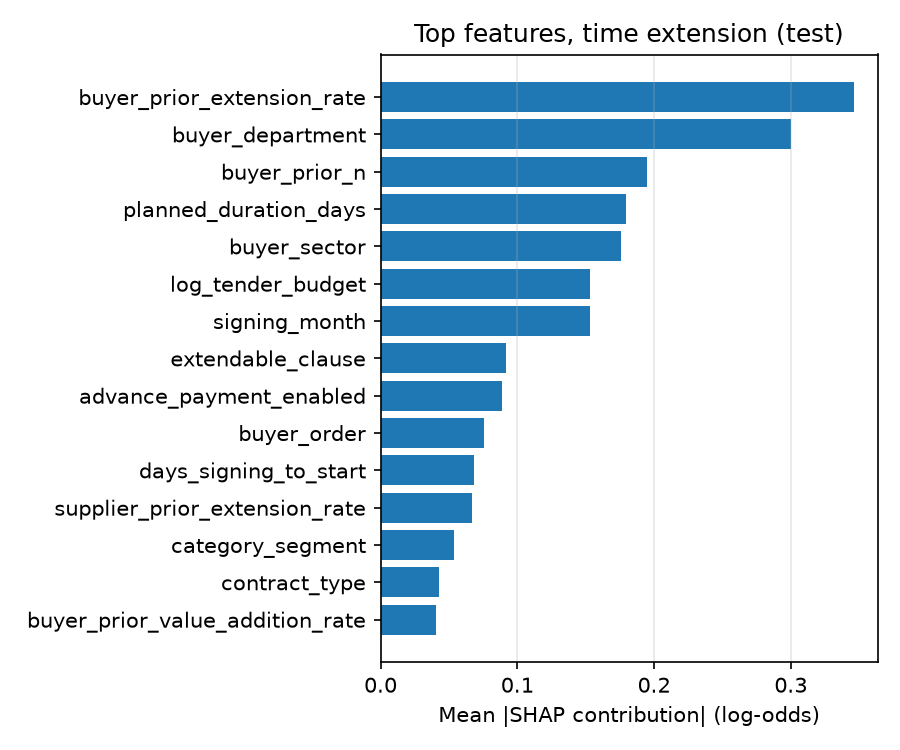 Top features, time extension (test)
buyer_prior_extension_rate
buyer_department
buyer_prior_n
planned_duration_days
buyer_sector
log_tender_budget
signing_month
extendable_clause
advance_payment_enabled
buyer_order
days_signing_to_start
supplier_prior_extension_rate
category_segment
contract_type
buyer_prior_value_addition_rate
0.0 0.1 0.2 0.3
Mean |SHAP contribution| (log-odds)